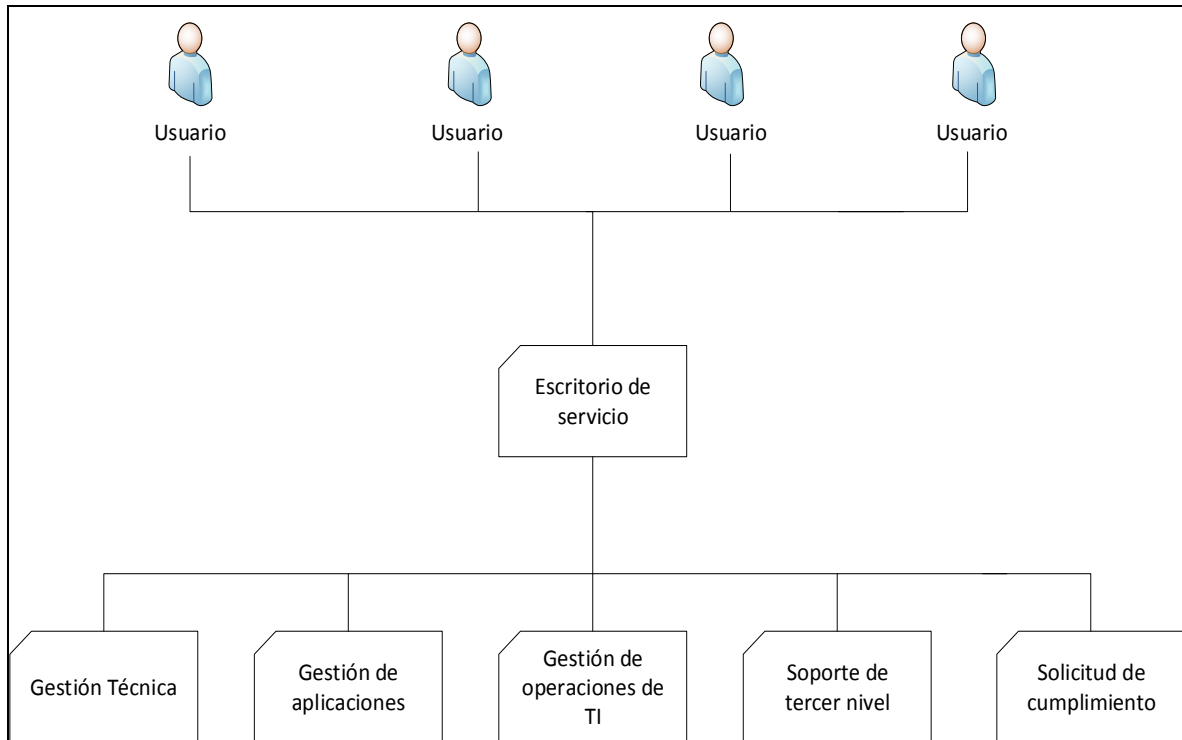 Usuario
Usuario
Usuario
Usuario
Escritorio de
servicio
Gestión Técnica
Gestión de
aplicaciones
Gestión de
operaciones de
TI
Soporte de
tercer nivel
Solicitud de
cumplimiento